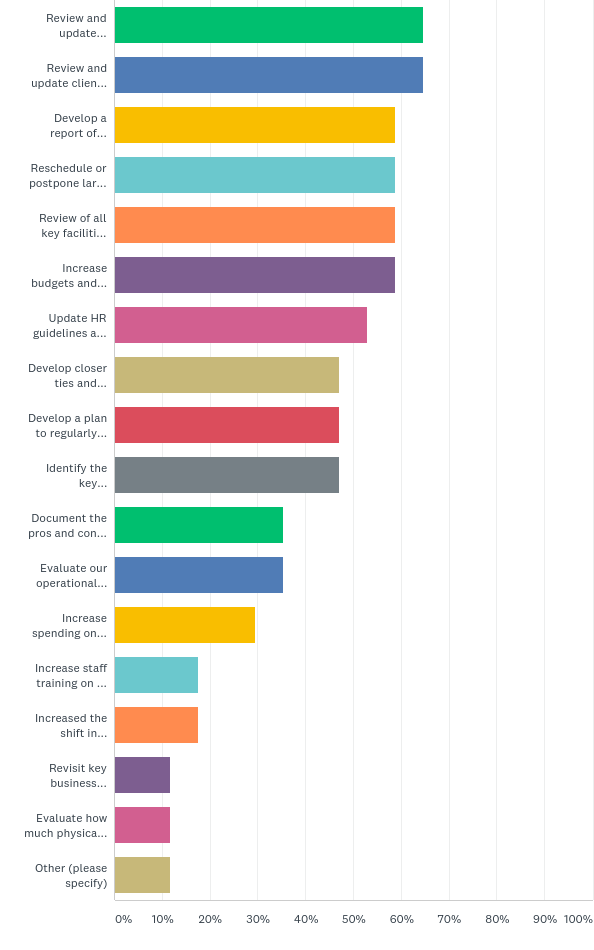 Review and
update...
Review and
update clien...
Develop a
report of...
Reschedule or
postpone lar...
Review of all
key faciliti...
Increase
budgets and...
Update HR
guidelines a...
Develop closer
ties and...
Develop a plan
to regularly...
Identify the
key...
Document the
pros and con...
Evaluate our
operational...
Increase
spending on...
Increase staff
training on ...
Increased the
shift in...
Revisit key
business...
Evaluate how
much physica...
Other (please
specify)
0% 10% 20% 30% 40% 50% 60% 70% 80% 90% 100%